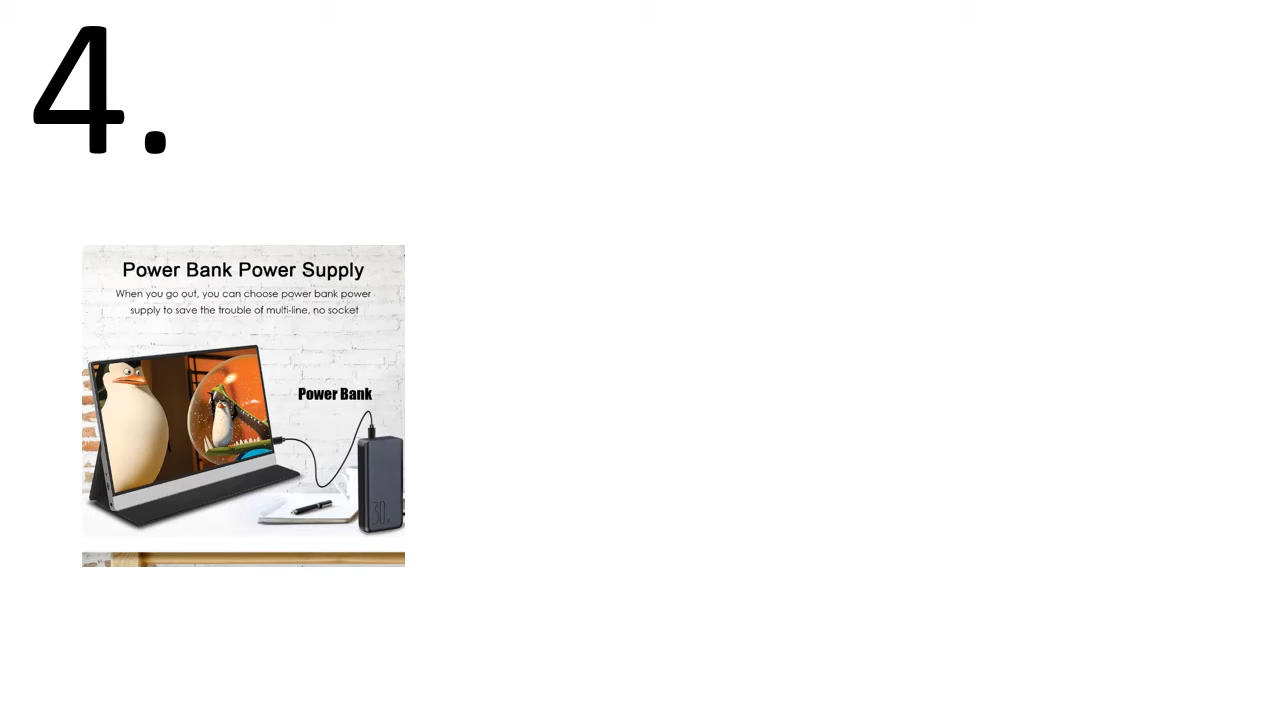 4.
Power Bank Power Supply
When you go out, you can choose power bank power
supply to save the trouble of multi-line, no socket
Power Bank
30